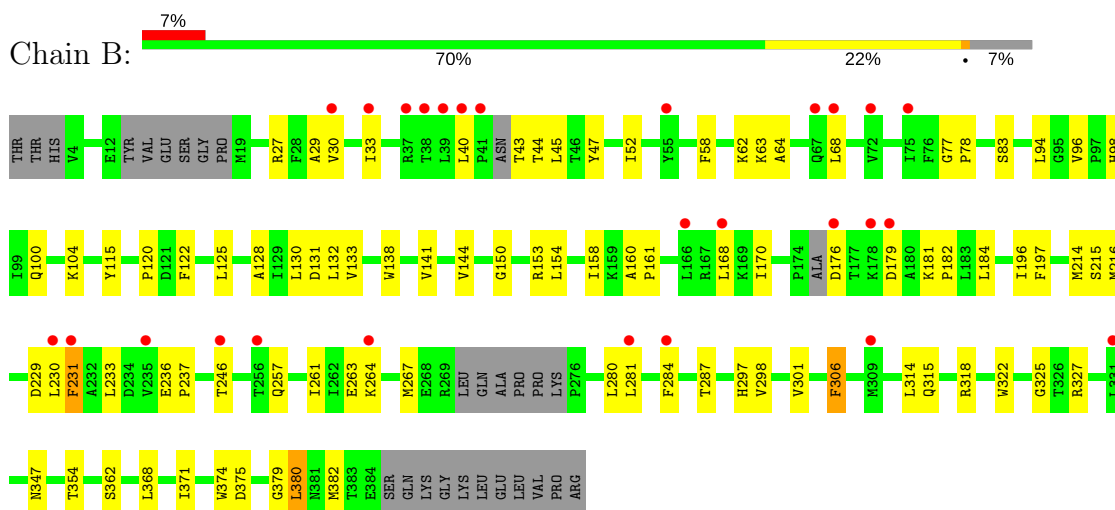 7%
Chain B:
70% 22% • 7%
THR THR HIS V4 E12 TYR VAL GLU SER GLY PRO M19 R27 F28 A29 V30 I33 R37 T38 L39 L40 P41 ASN T43 T44 L45 T46 Y47 I52 Y55 F58 K62 K63 A64 Q67 L68 V72 I75 F76 G77 P78 S83 L94 G95 V96 P97 H98
I99 Q100 K104 Y115 P120 D121 F122 L125 A128 I129 L130 D131 L132 V133 W138 V141 V144 G150 R153 L154 I158 K159 A160 P161 L166 R167 L168 K169 I170 P174 ALA D176 T177 K178 D179 A180 K181 P182 L183 L184 I196 F197 M214 S215 M216
D229 L230 F231 A232 L233 D234 V235 E236 P237 T246 T256 Q257 I261 I262 E263 K264 M267 E268 R269 LEU GLN ALA PRO PRO LYS P276 L280 L281 F284 T287 H297 V298 V301 F306 M309 L314 Q315 R318 W322 G325 T326 R327 L331
N347 T354 S362 L368 I371 W374 D375 G379 L380 N381 M382 T383 E384 SER GLN LYS GLY LYS LEU GLU LEU VAL PRO ARG